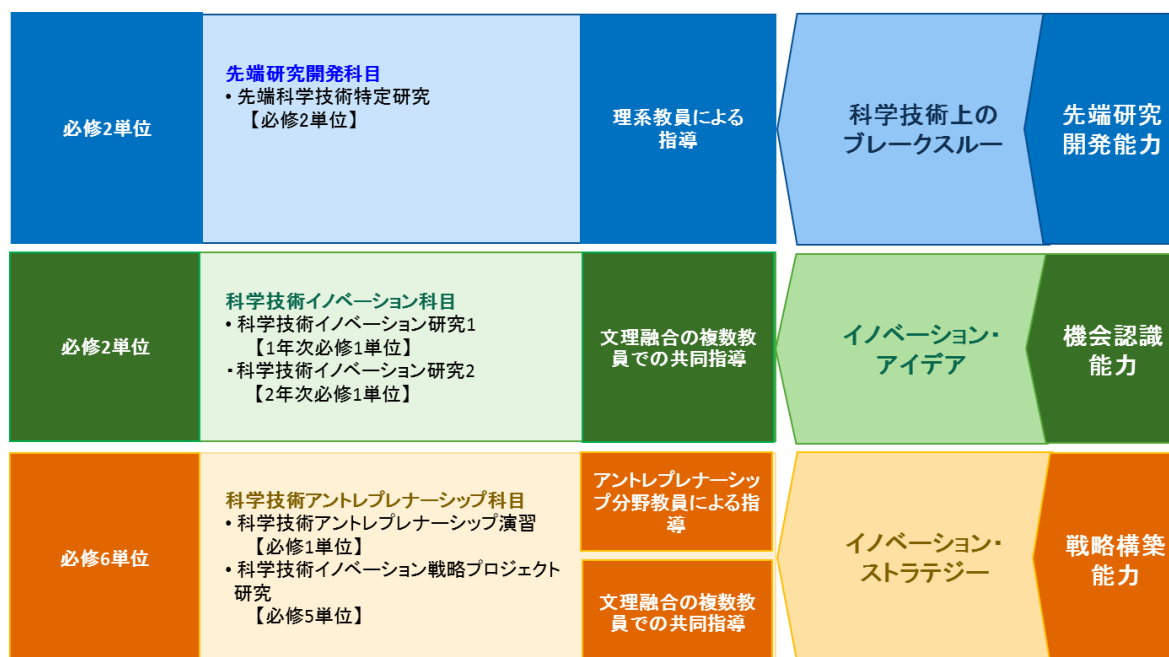 必修2単位
先端研究開発科目
• 先端科学技術特定研究
【必修2単位】
理系教員による
指導
科学技術上の
ブレークスルー
先端研究
開発能力
必修2単位
科学技術イノベーション科目
• 科学技術イノベーション研究1
【1年次必修1単位】
・科学技術イノベーション研究2
【2年次必修1単位】
文理融合の複数教
員での共同指導
イノベーション・
アイデア
機会認識
能力
必修6単位
科学技術アントレプレナーシップ科目
• 科学技術アントレプレナーシップ演習
【必修1単位】
• 科学技術イノベーション戦略プロジェクト
研究
【必修5単位】
アントレプレナーシッ
プ分野教員による指
導
文理融合の複数教
員での共同指導
イノベーション・
ストラテジー
戦略構築
能力